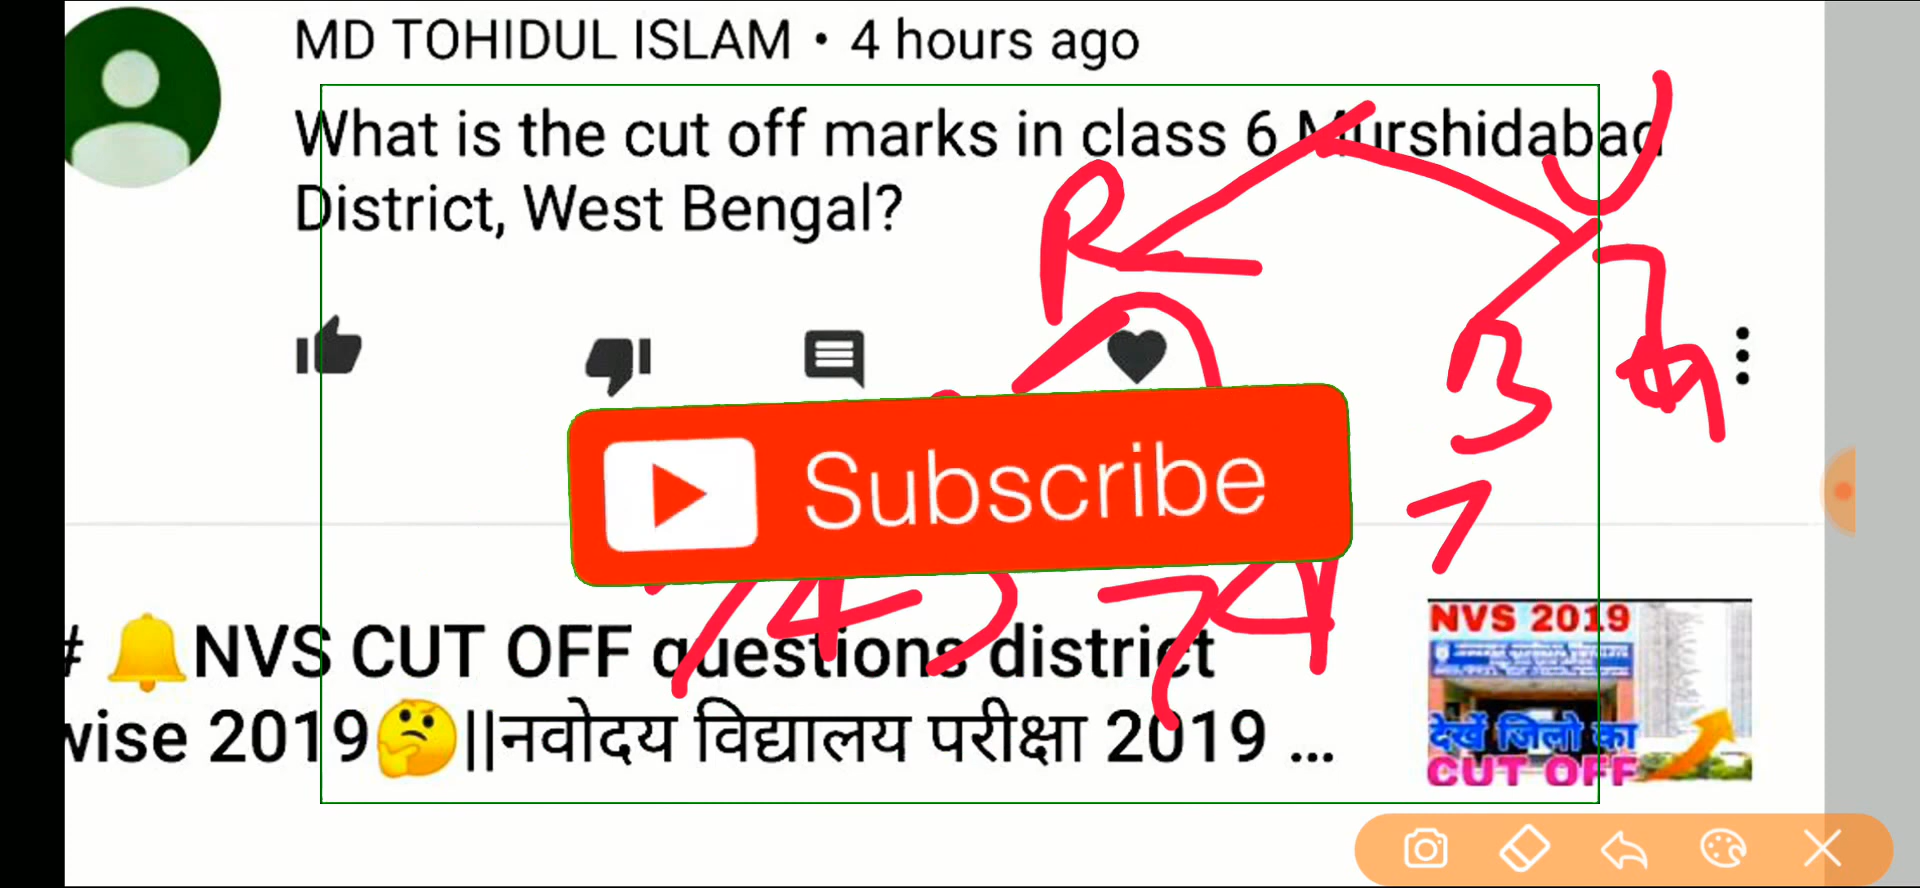 MD TOHIDUL ISLAM • 4 hours ago
What is the cut off marks in class 6 Murshidabad
District, West Bengal?
R U
Subscribe
# 🔔NVS CUT OFF questions district
wise 2019🤔||नवोदय विद्यालय परीक्षा 2019 ...
NVS 2019
देखें जिलो का
CUT OFF